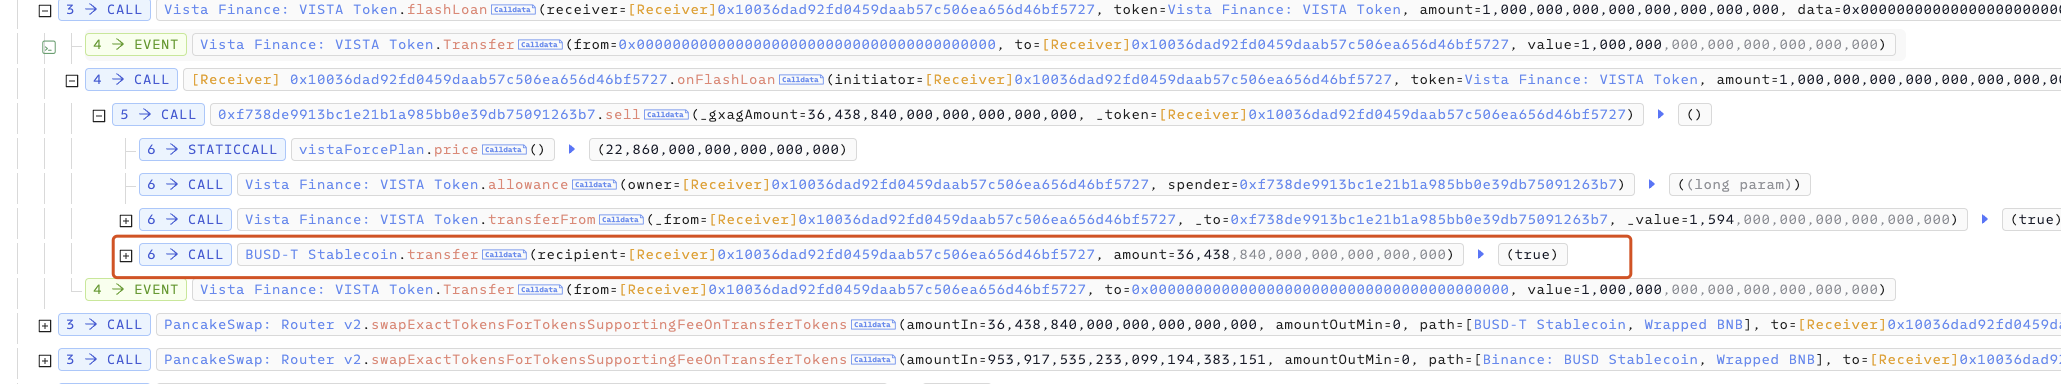 3 → CALL Vista Finance: VISTA Token.flashLoan Calldata (receiver=[Receiver]0x10036dad92fd0459daab57c506ea656d46bf5727, token=Vista Finance: VISTA Token, amount=1,000,000,000,000,000,000,000,000, data=0x00000000000000000000000
4 → EVENT Vista Finance: VISTA Token.Transfer Calldata (from=0x0000000000000000000000000000000000000000, to=[Receiver]0x10036dad92fd0459daab57c506ea656d46bf5727, value=1,000,000,000,000,000,000,000,000)
4 → CALL [Receiver] 0x10036dad92fd0459daab57c506ea656d46bf5727.onFlashLoan Calldata (initiator=[Receiver]0x10036dad92fd0459daab57c506ea656d46bf5727, token=Vista Finance: VISTA Token, amount=1,000,000,000,000,000,000,000,0
5 → CALL 0xf738de9913bc1e21b1a985bb0e39db75091263b7.sell Calldata (_gxagAmount=36,438,840,000,000,000,000,000, _token=[Receiver]0x10036dad92fd0459daab57c506ea656d46bf5727) ()
6 → STATICCALL vistaForcePlan.price Calldata () (22,860,000,000,000,000,000)
6 → CALL Vista Finance: VISTA Token.allowance Calldata (owner=[Receiver]0x10036dad92fd0459daab57c506ea656d46bf5727, spender=0xf738de9913bc1e21b1a985bb0e39db75091263b7) ((long param))
6 → CALL Vista Finance: VISTA Token.transferFrom Calldata (_from=[Receiver]0x10036dad92fd0459daab57c506ea656d46bf5727, _to=0xf738de9913bc1e21b1a985bb0e39db75091263b7, _value=1,594,000,000,000,000,000,000) (true)
6 → CALL BUSD-T Stablecoin.transfer Calldata (recipient=[Receiver]0x10036dad92fd0459daab57c506ea656d46bf5727, amount=36,438,840,000,000,000,000,000) (true)
4 → EVENT Vista Finance: VISTA Token.Transfer Calldata (from=[Receiver]0x10036dad92fd0459daab57c506ea656d46bf5727, to=0x0000000000000000000000000000000000000000, value=1,000,000,000,000,000,000,000,000)
3 → CALL PancakeSwap: Router v2.swapExactTokensForTokensSupportingFeeOnTransferTokens Calldata (amountIn=36,438,840,000,000,000,000,000, amountOutMin=0, path=[BUSD-T Stablecoin, Wrapped BNB], to=[Receiver]0x10036dad92fd0459da
3 → CALL PancakeSwap: Router v2.swapExactTokensForTokensSupportingFeeOnTransferTokens Calldata (amountIn=953,917,535,233,099,194,383,151, amountOutMin=0, path=[Binance: BUSD Stablecoin, Wrapped BNB], to=[Receiver]0x1003